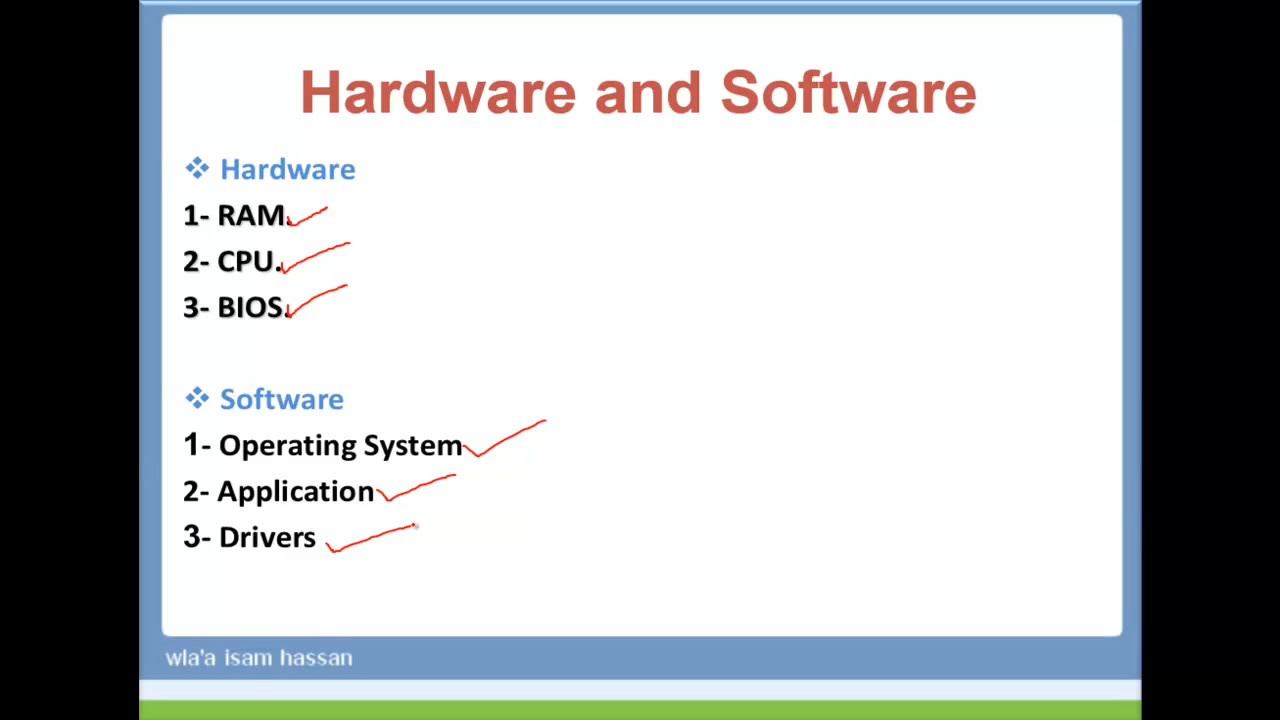 Hardware and Software
❖ Hardware
1- RAM.
2- CPU.
3- BIOS.
❖ Software
1- Operating System
2- Application
3- Drivers
wla'a isam hassan